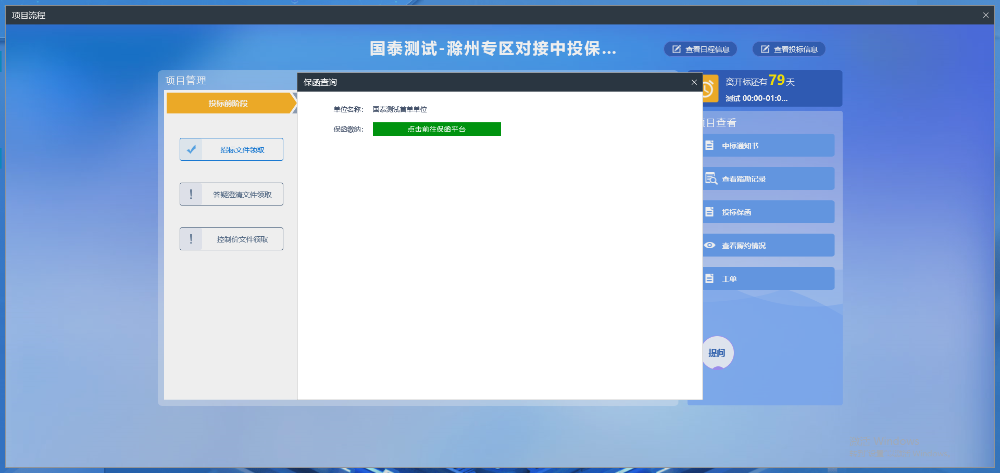 项目流程
国泰测试-滁州专区对接中投保...
查看日程信息
查看投标信息
项目管理
投标前阶段
招标文件领取
答疑澄清文件领取
控制价文件领取
保函查询
单位名称： 国泰测试首单单位
保函缴纳： 点击前往保函平台
离开标还有79天
测试 00:00-01:0...
项目查看
中标通知书
查看踏勘记录
投标保函
查看履约情况
工单
提问